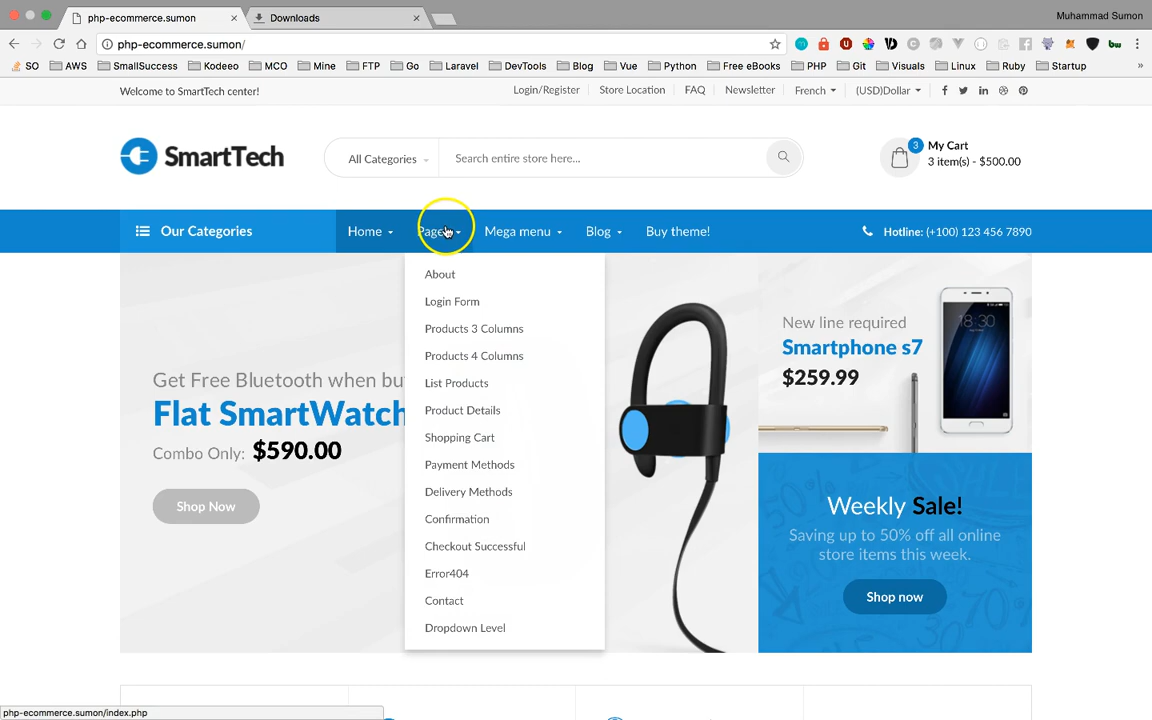 php-ecommerce.sumon
Downloads
Muhammad Sumon
php-ecommerce.sumon/
SO AWS SmallSuccess Kodeeo MCO Mine FTP Go Laravel DevTools Blog Vue Python Free eBooks PHP Git Visuals Linux Ruby Startup »
Welcome to SmartTech center!
Login/Register Store Location FAQ Newsletter French (USD)Dollar
SmartTech
All Categories
Search entire store here...
3
My Cart
3 item(s) - $500.00
Our Categories
Home Pages Mega menu Blog Buy theme!
Hotline: (+100) 123 456 7890
About
Login Form
Products 3 Columns
Products 4 Columns
List Products
Product Details
Shopping Cart
Payment Methods
Delivery Methods
Confirmation
Checkout Successful
Error404
Contact
Dropdown Level
Get Free Bluetooth when bu
Flat SmartWatch
Combo Only: $590.00
Shop Now
New line required
Smartphone s7
$259.99
18:30
Weekly Sale!
Saving up to 50% off all online
store items this week.
Shop now
php-ecommerce.sumon/index.php